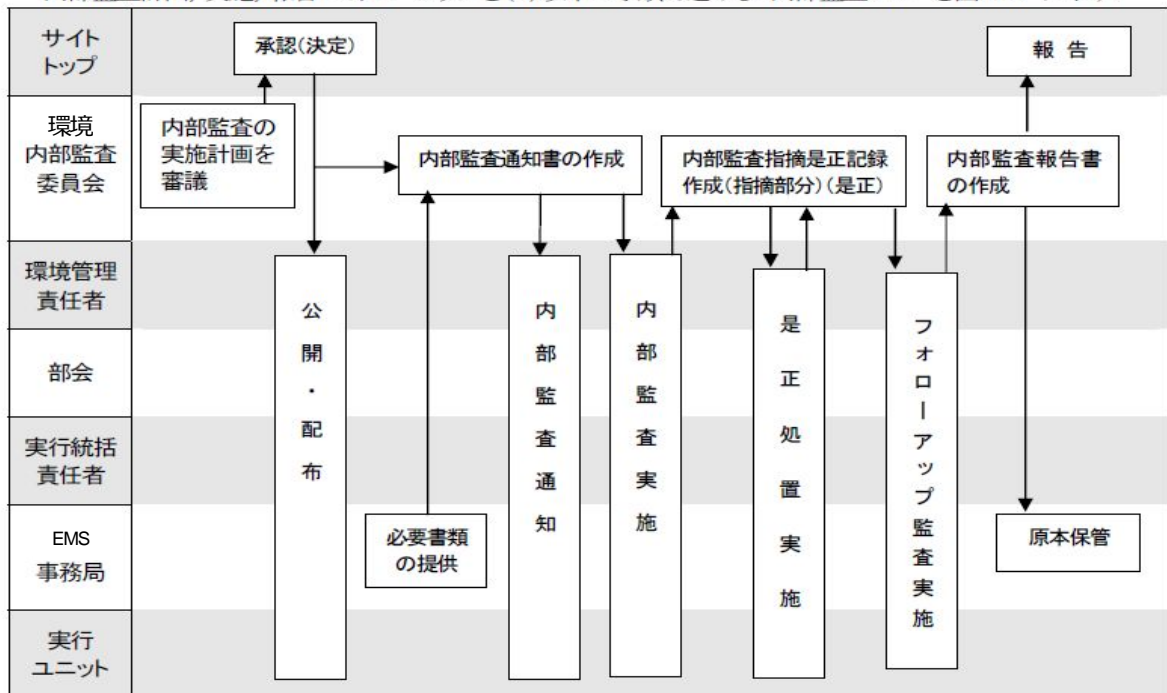 サイト
トップ
承認(決定)
報 告
環境
内部監査
委員会
内部監査の
実施計画を
審議
内部監査通知書の作成
内部監査指摘是正記録
作成(指摘部分)(是正)
内部監査報告書
の作成
環境管理
責任者
部会
実行統括
責任者
EMS
事務局
実行
ユニット
公開・配布
必要書類
の提供
内部監査通知
内部監査実施
是正処置実施
フォローアップ監査実施
原本保管